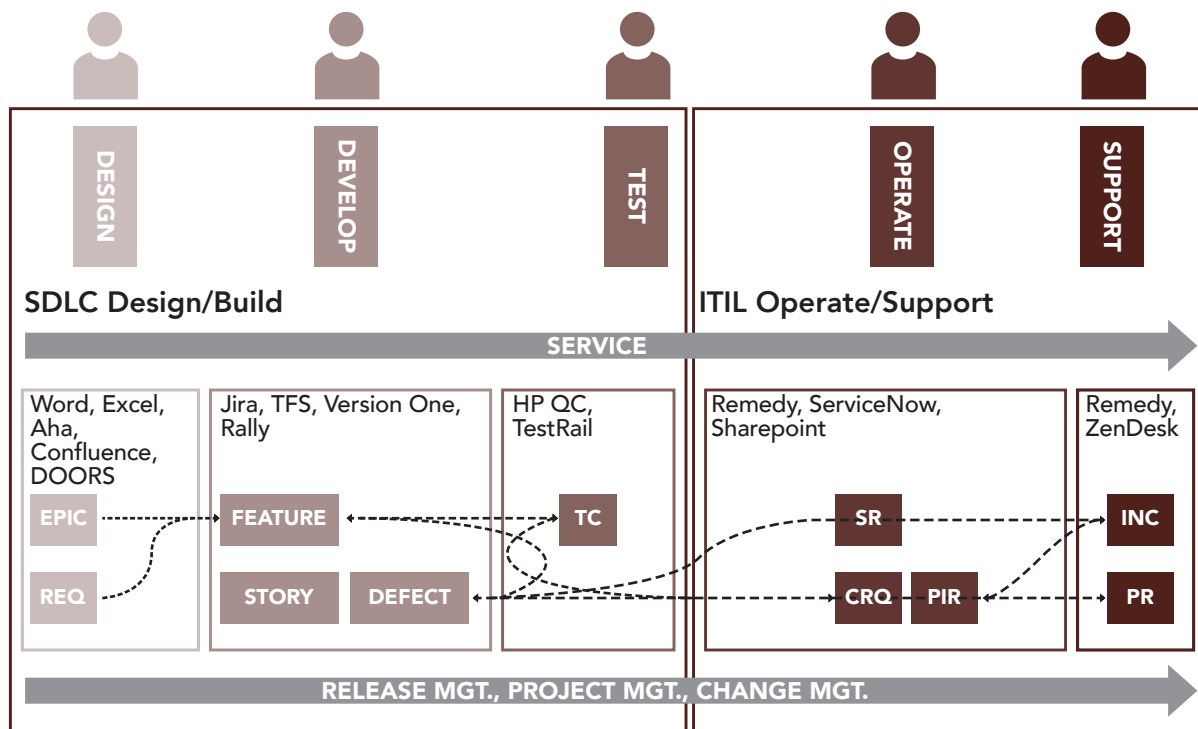 DESIGN
DEVELOP
TEST
OPERATE
SUPPORT
SDLC Design/Build
ITIL Operate/Support
SERVICE
Word, Excel,
Aha,
Confluence,
DOORS
Jira, TFS, Version One,
Rally
HP QC,
TestRail
Remedy, ServiceNow,
Sharepoint
Remedy,
ZenDesk
EPIC
FEATURE
TC
SR
INC
REQ
STORY
DEFECT
CRQ
PIR
PR
RELEASE MGT., PROJECT MGT., CHANGE MGT.